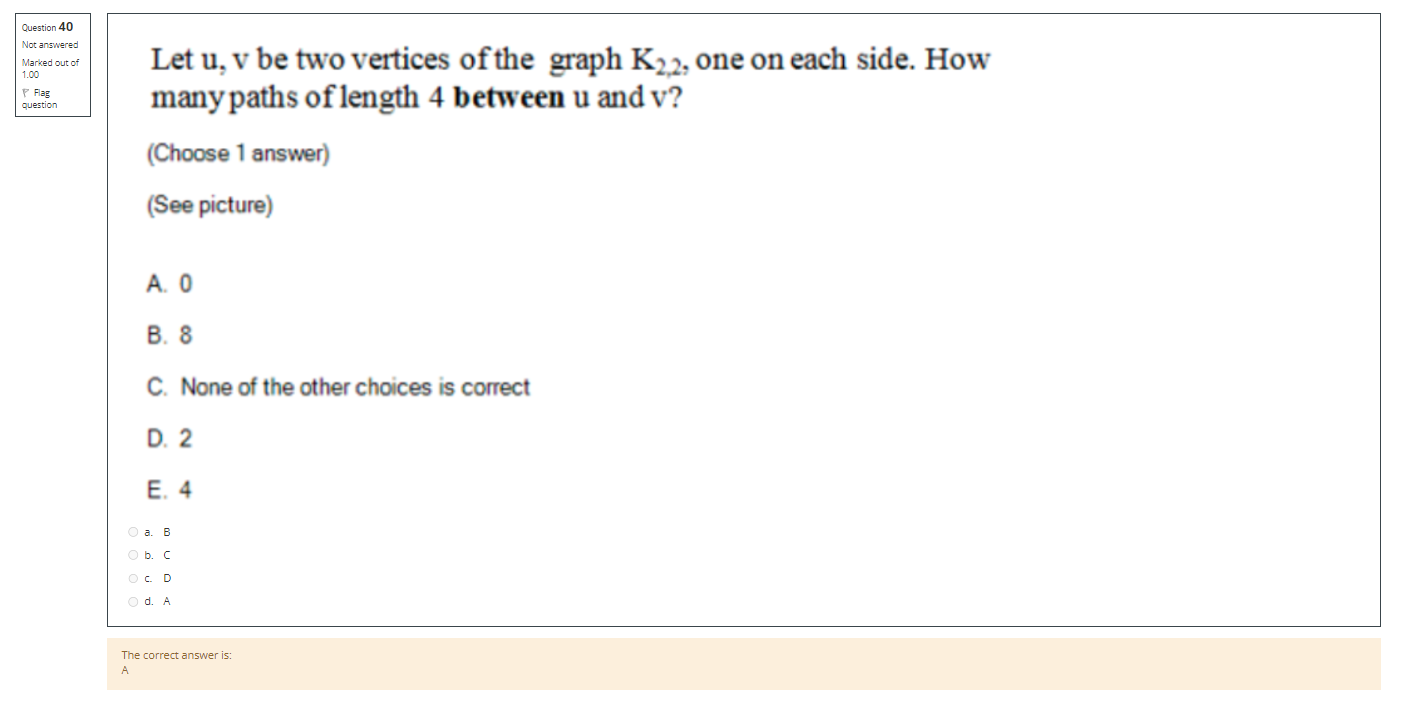 Question 40
Not answered
Marked out of
1.00
Flag
question
Let u, v be two vertices of the graph K2,2, one on each side. How
many paths of length 4 between u and v?
(Choose 1 answer)
(See picture)
A. 0
B. 8
C. None of the other choices is correct
D. 2
E. 4
a. B
b. C
c. D
d. A
The correct answer is:
A